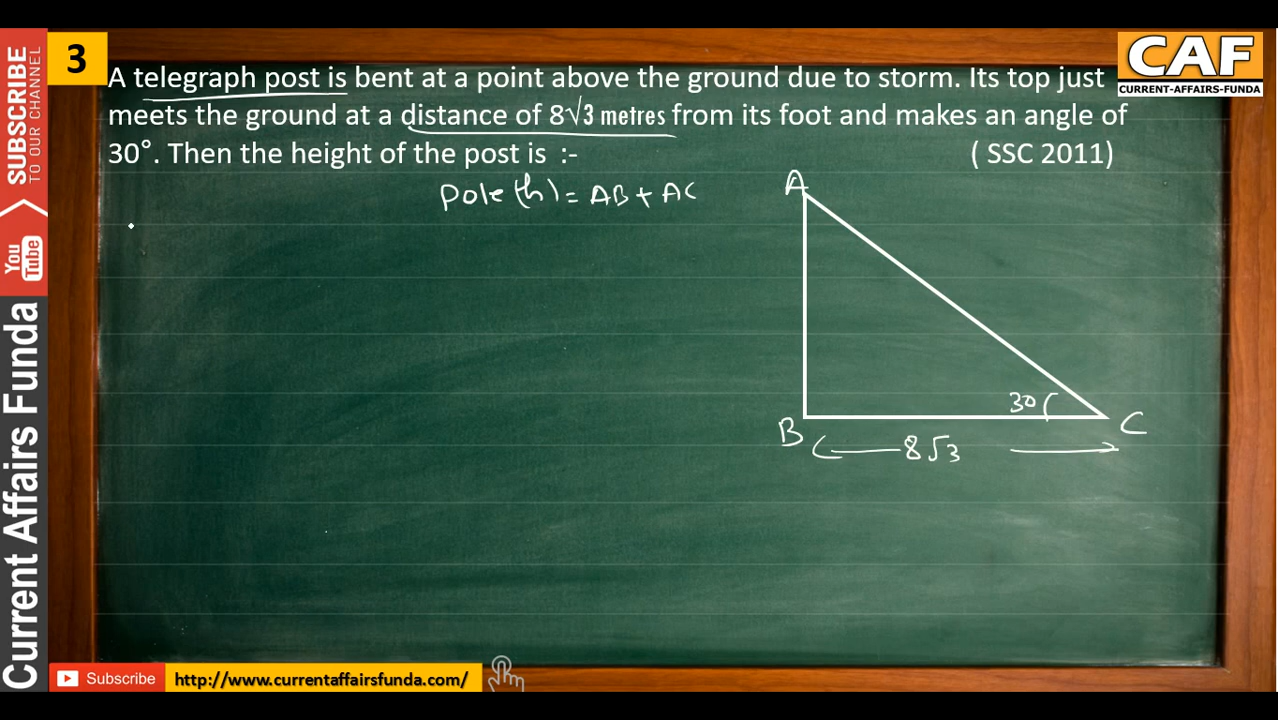 3
A telegraph post is bent at a point above the ground due to storm. Its top just
meets the ground at a distance of 8√3 metres from its foot and makes an angle of
30°. Then the height of the post is :-
( SSC 2011)
CAF
CURRENT-AFFAIRS-FUNDA
Pole (h) = AB + AC
A
30
B
C
8√3
SUBSCRIBE
TO OUR CHANNEL
You
Tube
Current Affairs Funda
Subscribe
http://www.currentaffairsfunda.com/